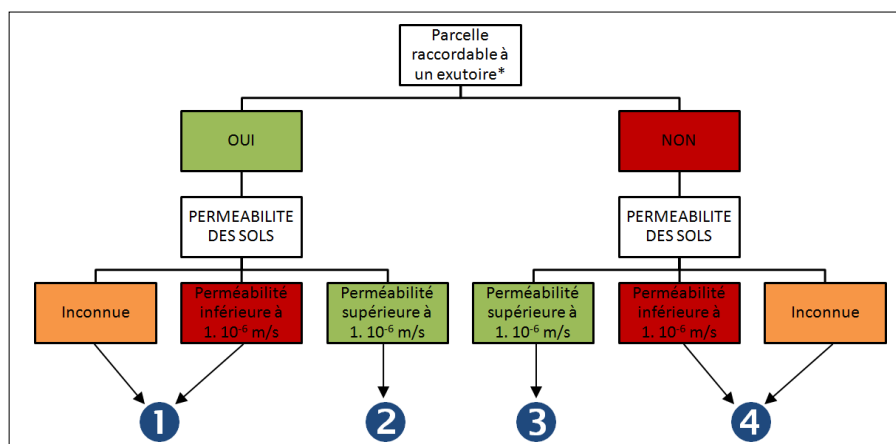 Parcelle
raccordable à
un exutoire*
OUI
NON
PERMEABILITE
DES SOLS
PERMEABILITE
DES SOLS
Inconnue
Perméabilité
inférieure à
1. 10⁻⁶ m/s
Perméabilité
supérieure à
1. 10⁻⁶ m/s
Perméabilité
supérieure à
1. 10⁻⁶ m/s
Perméabilité
inférieure à
1. 10⁻⁶ m/s
Inconnue
1
2
3
4